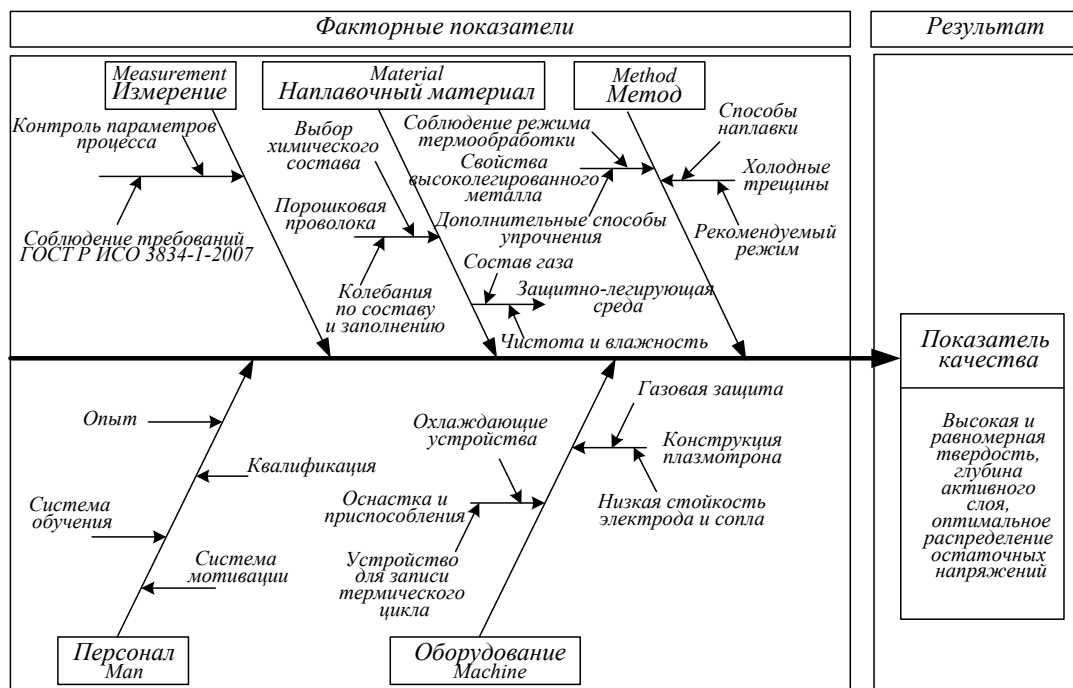 Факторные показатели
Результат
Measurement
Измерение
Material
Наплавочный материал
Method
Метод
Контроль параметров
процесса
Соблюдение требований
ГОСТ Р ИСО 3834-1-2007
Выбор
химического
состава
Порошковая
проволока
Колебания
по составу
и заполнению
Состав газа
Защитно-легирующая
среда
Чистота и влажность
Соблюдение режима
термообработки
Свойства
высоколегированного
металла
Дополнительные способы
упрочнения
Способы
наплавки
Холодные
трещины
Рекомендуемый
режим
Показатель
качества
Высокая и
равномерная
твердость,
глубина
активного
слоя,
оптимальное
распределение
остаточных
напряжений
Опыт
Квалификация
Система
обучения
Система
мотивации
Персонал
Man
Охлаждающие
устройства
Оснастка и
приспособления
Устройство
для записи
термического
цикла
Газовая защита
Конструкция
плазмотрона
Низкая стойкость
электрода и сопла
Оборудование
Machine